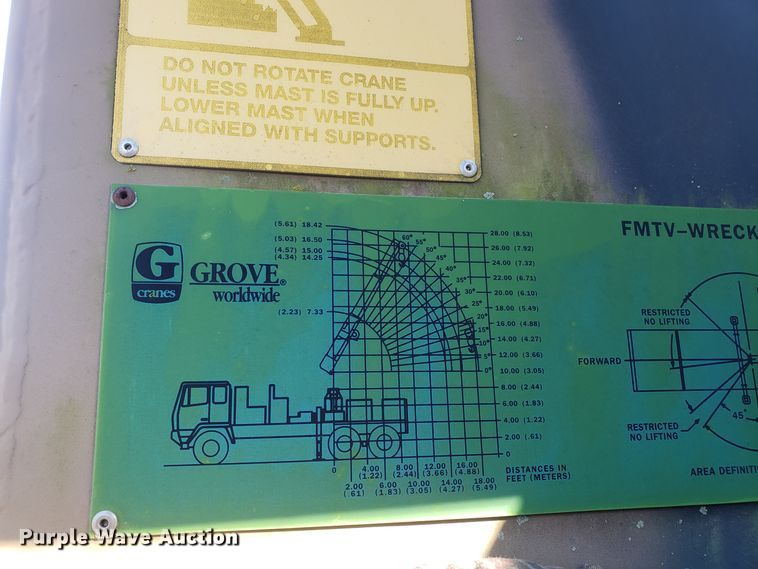 DO NOT ROTATE CRANE
UNLESS MAST IS FULLY UP.
LOWER MAST WHEN
ALIGNED WITH SUPPORTS.
FMTV–WRECK
G
cranes
GROVE®
worldwide
(5.61) 18.42
(5.03) 16.50
(4.57) 15.00
(4.34) 14.25
(2.23) 7.33
60°
55°
50°
45°
40°
35°
30°
25°
20°
15°
10°
5°
0°
28.00 (8.53)
26.00 (7.92)
24.00 (7.32)
22.00 (6.71)
20.00 (6.10)
18.00 (5.49)
16.00 (4.88)
14.00 (4.27)
12.00 (3.66)
10.00 (3.05)
8.00 (2.44)
6.00 (1.83)
4.00 (1.22)
2.00 (.61)
0
0 4.00 8.00 12.00 16.00
(1.22) (2.44) (3.66) (4.88)
2.00 6.00 10.00 14.00 18.00
(.61) (1.83) (3.05) (4.27) (5.49)
DISTANCES IN
FEET (METERS)
RESTRICTED
NO LIFTING
FORWARD
RESTRICTED
NO LIFTING
45°
AREA DEFINIT
Purple Wave Auction